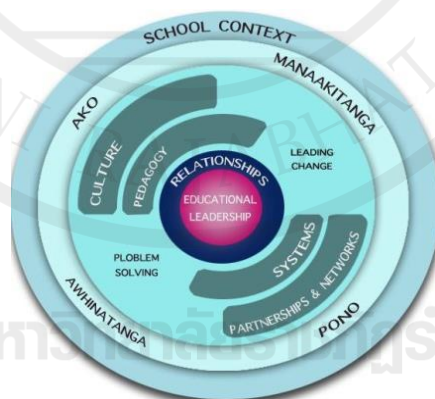 SCHOOL CONTEXT
AKO
MANAAKITANGA
CULTURE
PEDAGOGY
RELATIONSHIPS
EDUCATIONAL
LEADERSHIP
LEADING
CHANGE
PLOBLEM
SOLVING
SYSTEMS
PARTNERSHIPS & NETWORKS
AWHINATANGA
PONO